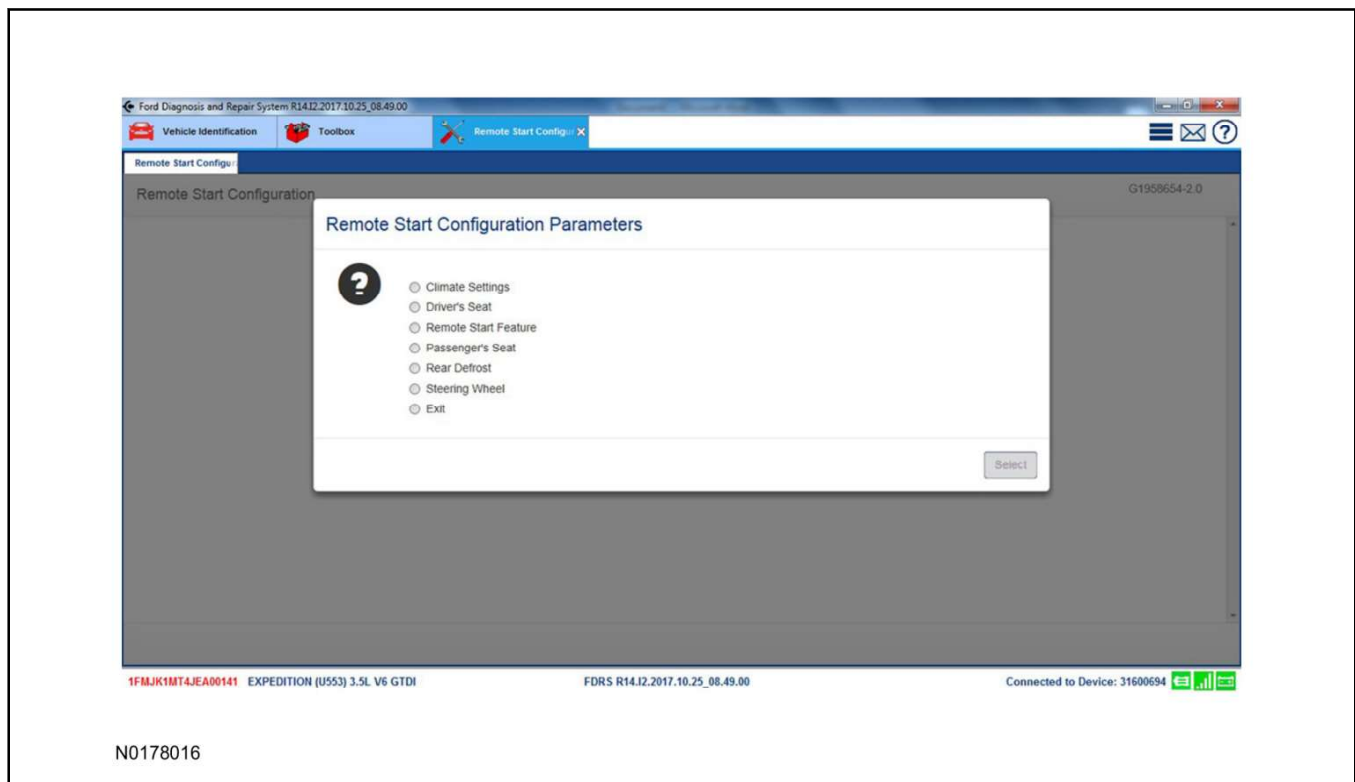 Ford Diagnosis and Repair System R14.I2.2017.10.25_08.49.00
Vehicle Identification Toolbox Remote Start Configur
Remote Start Configur
Remote Start Configuration G1958654-2.0
Remote Start Configuration Parameters
Climate Settings
Driver's Seat
Remote Start Feature
Passenger's Seat
Rear Defrost
Steering Wheel
Exit
Select
1FMJK1MT4JEA00141 EXPEDITION (U553) 3.5L V6 GTDI FDRS R14.I2.2017.10.25_08.49.00 Connected to Device: 31600694
N0178016